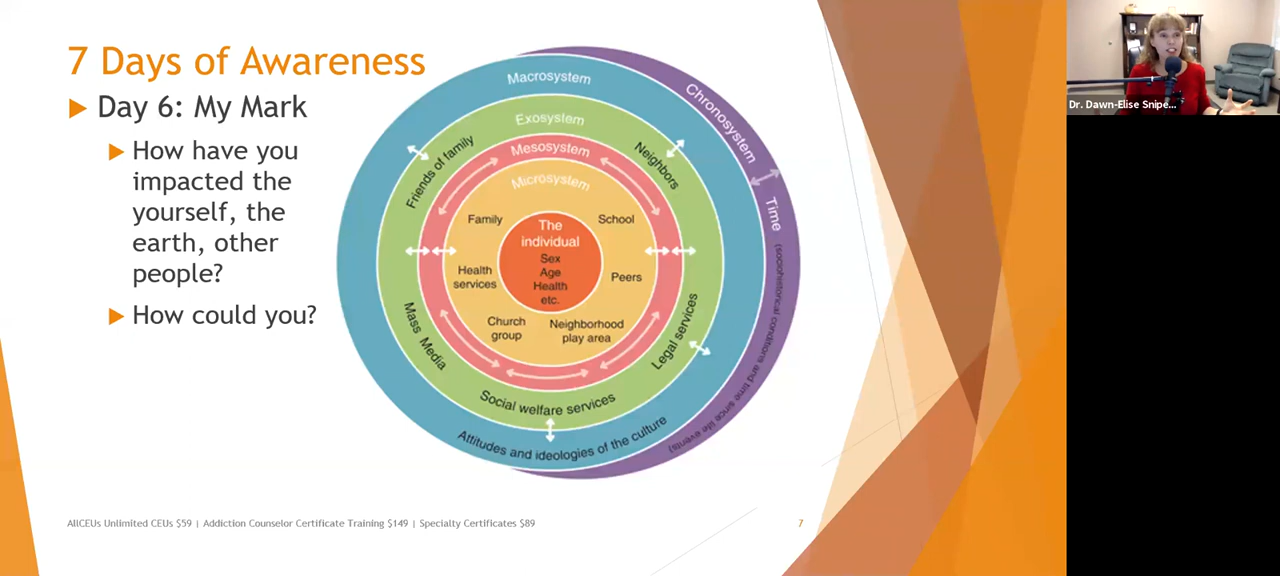 7 Days of Awareness
Day 6: My Mark
How have you
impacted the
yourself, the
earth, other
people?
How could you?
Macrosystem
Chronosystem
Exosystem
Friends of family
Neighbors
Mesosystem
Microsystem
Family
School
The
individual
Sex
Age
Health
etc.
Health
services
Peers
Church
group
Neighborhood
play area
Mass Media
Legal services
Social welfare services
Attitudes and ideologies of the culture
Time
(sociohistorical conditions and time since life events)
AllCEUs Unlimited CEUs $59 | Addiction Counselor Certificate Training $149 | Specialty Certificates $89
7
Dr. Dawn-Elise Snipe...